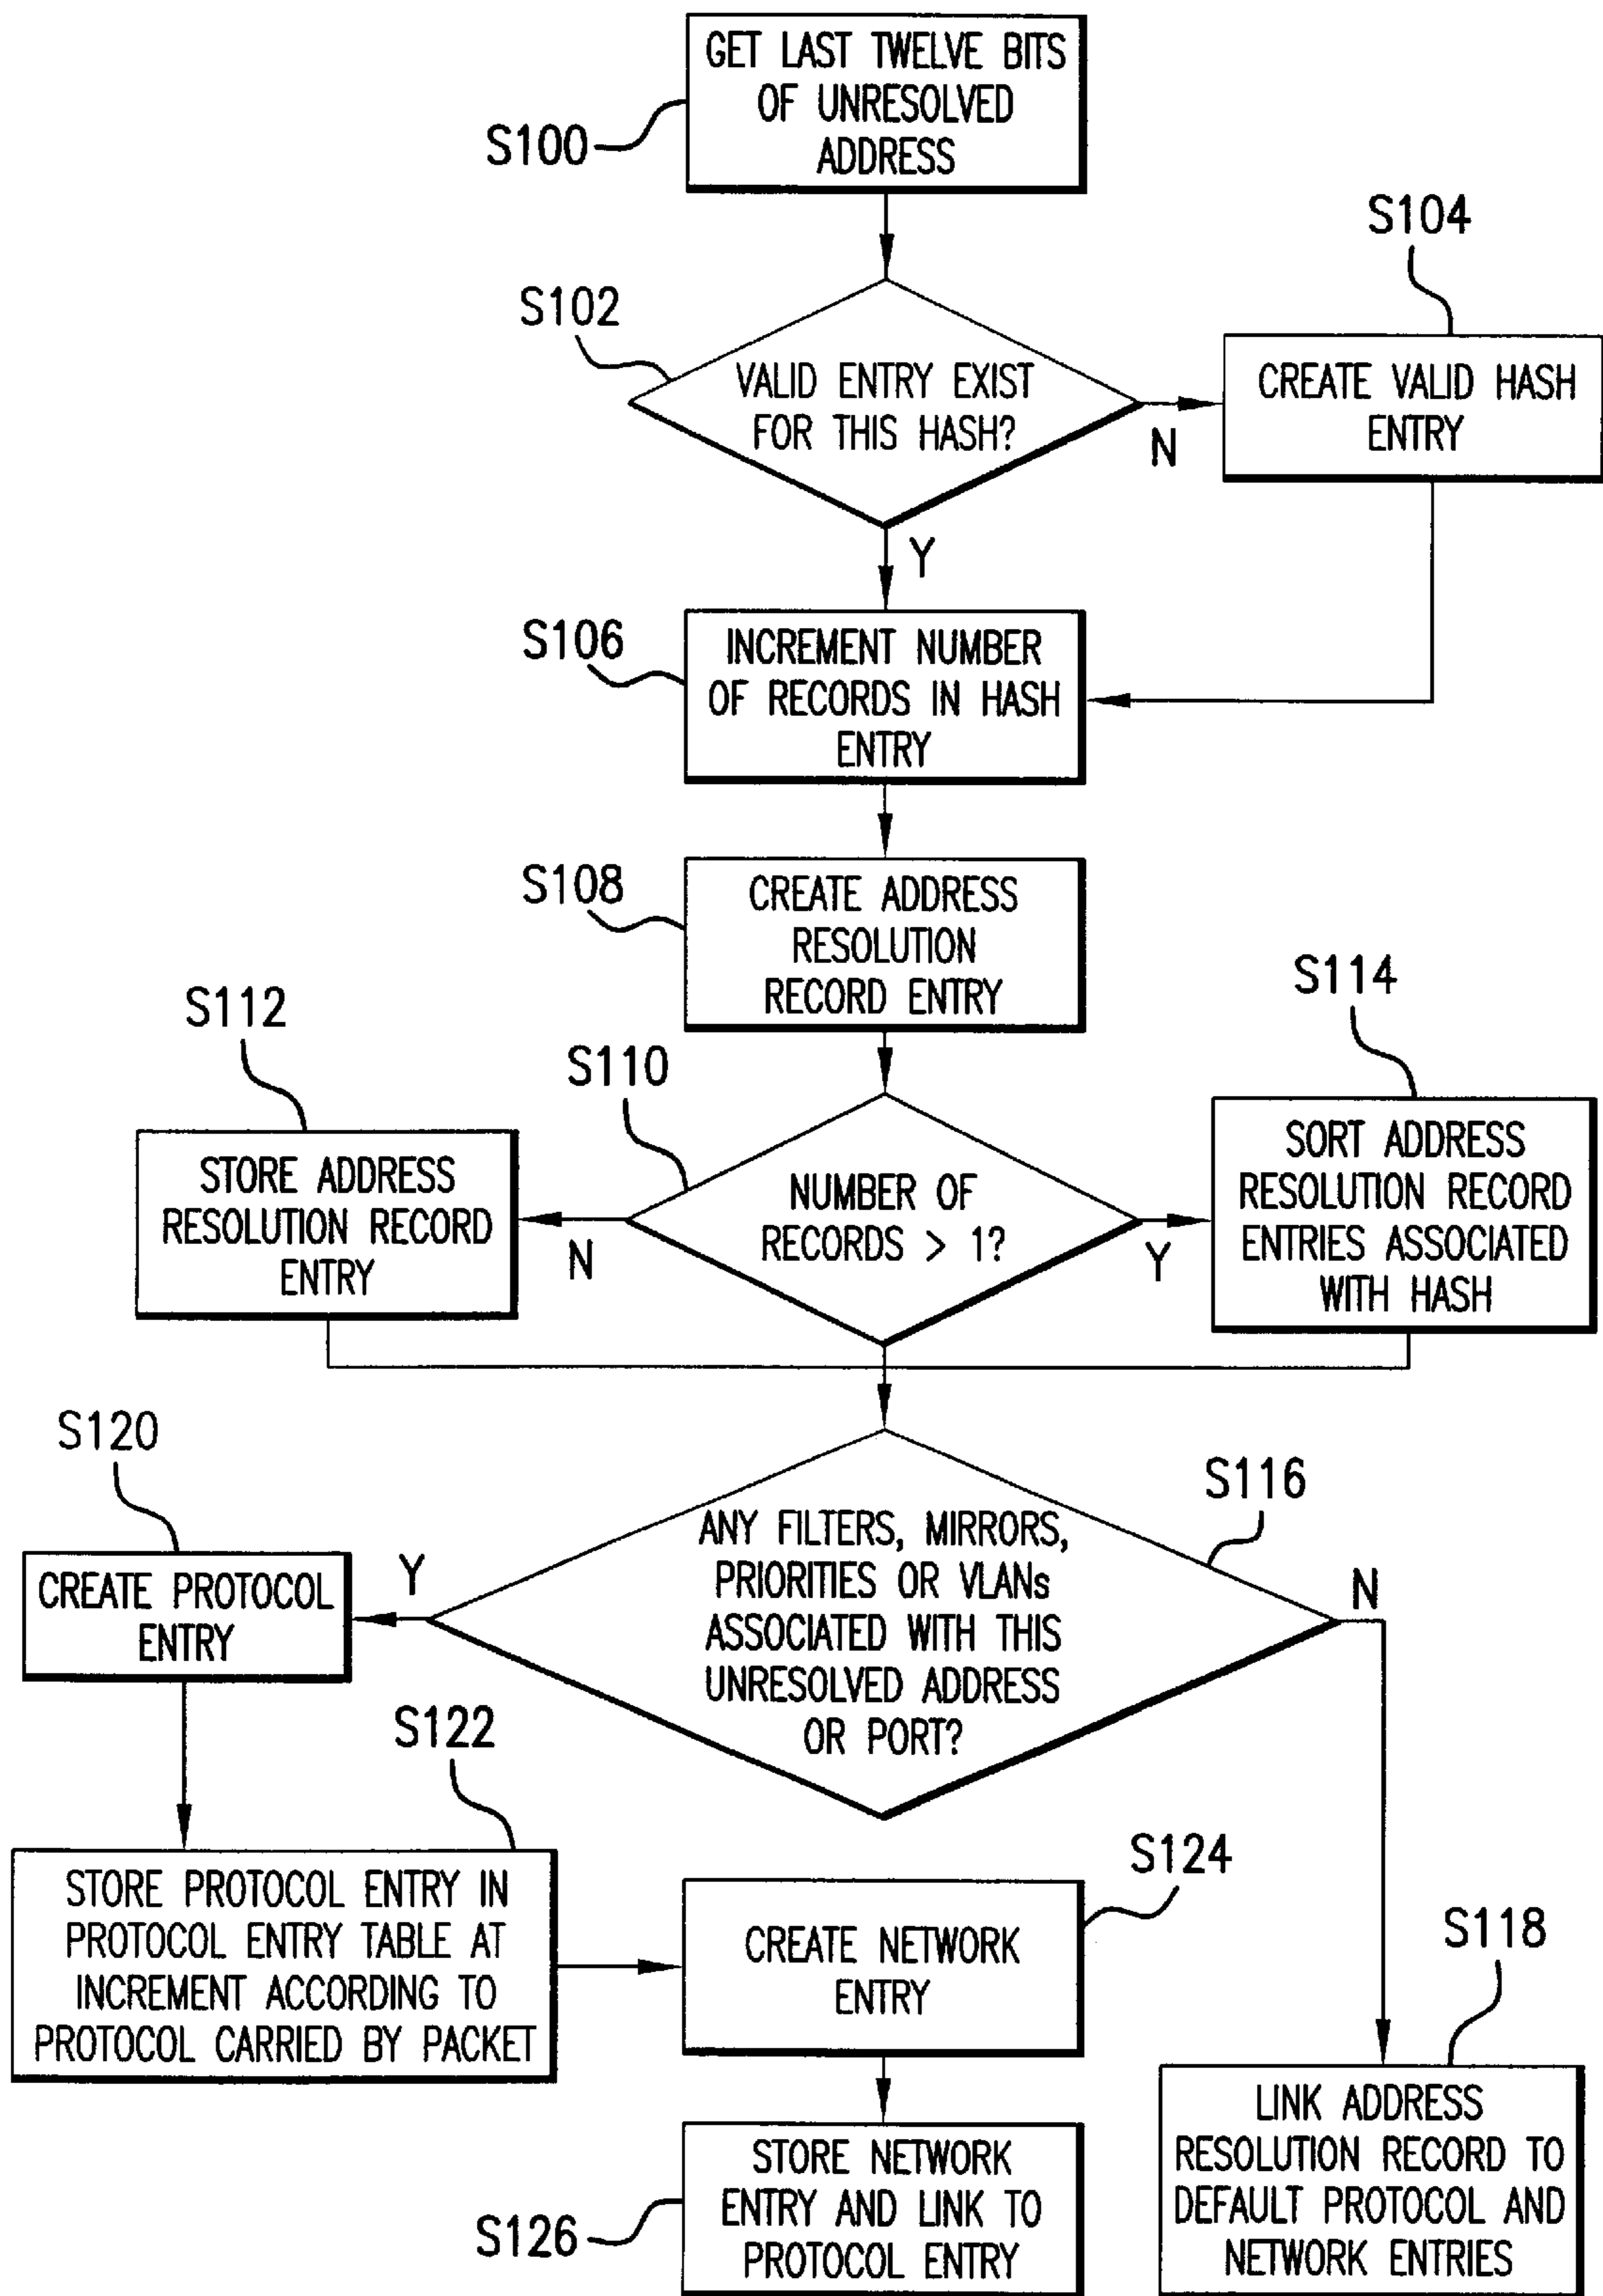 GET LAST TWELVE BITS
OF UNRESOLVED
ADDRESS
S100
S104
S102
VALID ENTRY EXIST
FOR THIS HASH?
N
CREATE VALID HASH
ENTRY
Y
S106
INCREMENT NUMBER
OF RECORDS IN HASH
ENTRY
S108
CREATE ADDRESS
RESOLUTION
RECORD ENTRY
S112
S110
S114
STORE ADDRESS
RESOLUTION RECORD
ENTRY
N
NUMBER OF
RECORDS > 1?
Y
SORT ADDRESS
RESOLUTION RECORD
ENTRIES ASSOCIATED
WITH HASH
S120
S116
ANY FILTERS, MIRRORS,
PRIORITIES OR VLANs
ASSOCIATED WITH THIS
UNRESOLVED ADDRESS
OR PORT?
Y
N
CREATE PROTOCOL
ENTRY
S122
STORE PROTOCOL ENTRY IN
PROTOCOL ENTRY TABLE AT
INCREMENT ACCORDING TO
PROTOCOL CARRIED BY PACKET
S124
CREATE NETWORK
ENTRY
S118
LINK ADDRESS
RESOLUTION RECORD TO
DEFAULT PROTOCOL AND
NETWORK ENTRIES
S126
STORE NETWORK
ENTRY AND LINK TO
PROTOCOL ENTRY